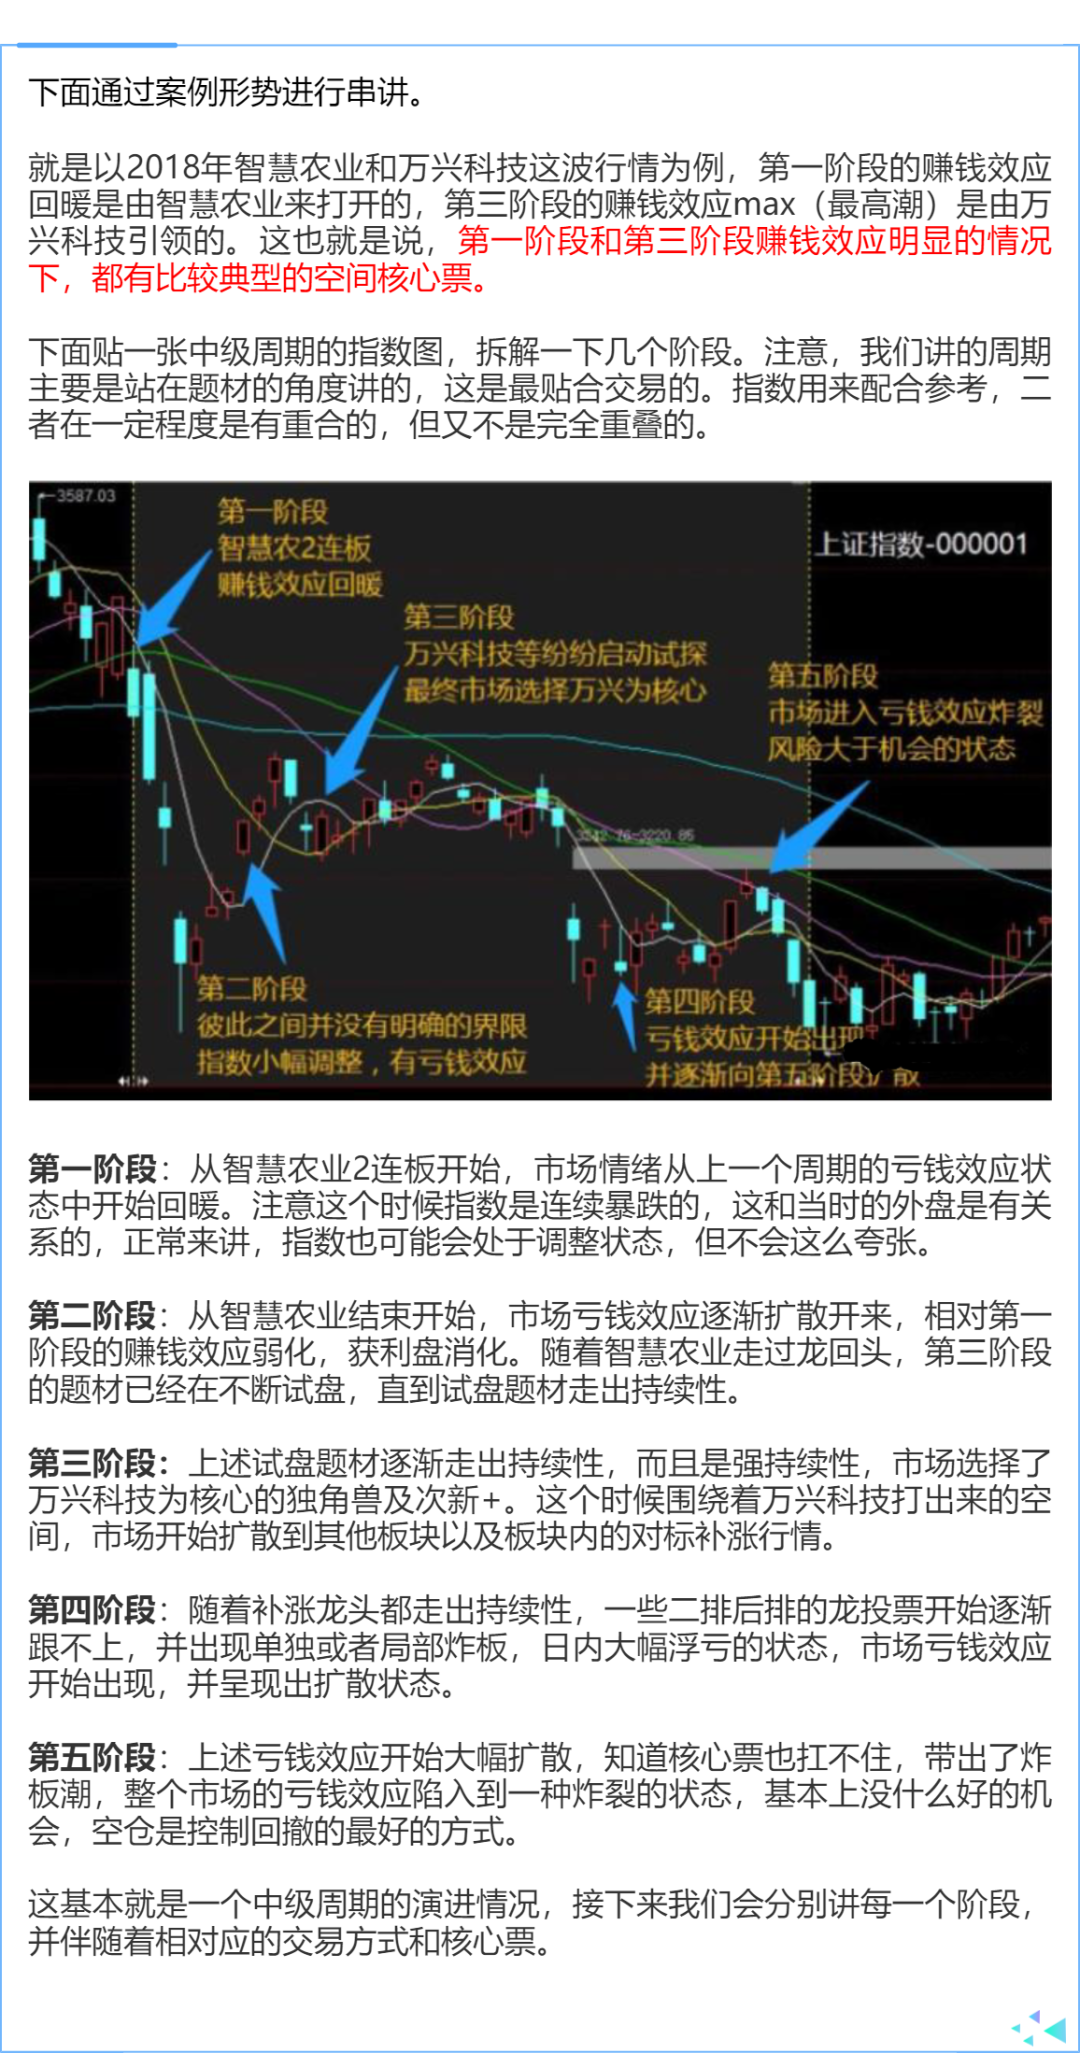 下面通过案例形势进行串讲。
就是以2018年智慧农业和万兴科技这波行情为例，第一阶段的赚钱效应
回暖是由智慧农业来打开的，第三阶段的赚钱效应max（最高潮）是由万
兴科技引领的。这也就是说，第一阶段和第三阶段赚钱效应明显的情况
下，都有比较典型的空间核心票。
下面贴一张中级周期的指数图，拆解一下几个阶段。注意，我们讲的周期
主要是站在题材的角度讲的，这是最贴合交易的。指数用来配合参考，二
者在一定程度是有重合的，但又不是完全重叠的。
3587.03
第一阶段
智慧农2连板
赚钱效应回暖
上证指数-000001
第三阶段
万兴科技等纷纷启动试探
最终市场选择万兴为核心
第五阶段
市场进入亏钱效应炸裂
风险大于机会的状态
3242.76-3220.85
第二阶段
彼此之间并没有明确的界限
指数小幅调整，有亏钱效应
第四阶段
亏钱效应开始出现
并逐渐向第五阶段扩散
第一阶段：从智慧农业2连板开始，市场情绪从上一个周期的亏钱效应状
态中开始回暖。注意这个时候指数是连续暴跌的，这和当时的外盘是有关
系的，正常来讲，指数也可能会处于调整状态，但不会这么夸张。
第二阶段：从智慧农业结束开始，市场亏钱效应逐渐扩散开来，相对第一
阶段的赚钱效应弱化，获利盘消化。随着智慧农业走过龙回头，第三阶段
的题材已经在不断试盘，直到试盘题材走出持续性。
第三阶段：上述试盘题材逐渐走出持续性，而且是强持续性，市场选择了
万兴科技为核心的独角兽及次新+。这个时候围绕着万兴科技打出来的空
间，市场开始扩散到其他板块以及板块内的对标补涨行情。
第四阶段：随着补涨龙头都走出持续性，一些二排后排的龙投票开始逐渐
跟不上，并出现单独或者局部炸板，日内大幅浮亏的状态，市场亏钱效应
开始出现，并呈现出扩散状态。
第五阶段：上述亏钱效应开始大幅扩散，知道核心票也扛不住，带出了炸
板潮，整个市场的亏钱效应陷入到一种炸裂的状态，基本上没什么好的机
会，空仓是控制回撤的最好的方式。
这基本就是一个中级周期的演进情况，接下来我们会分别讲每一个阶段，
并伴随着相对应的交易方式和核心票。